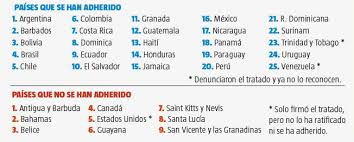 PAÍSES QUE SE HAN ADHERIDO
1. Argentina 6. Colombia 11. Granada 16. México 21. R. Dominicana
2. Barbados 7. Costa Rica 12. Guatemala 17. Nicaragua 22. Surinam
3. Bolivia 8. Dominica 13. Haití 18. Panamá 23. Trinidad y Tobago *
4. Brasil 9. Ecuador 14. Honduras 19. Paraguay 24. Uruguay
5. Chile 10. El Salvador 15. Jamaica 20. Perú 25. Venezuela *
* Denunciaron el tratado y ya no lo reconocen.
PAÍSES QUE NO SE HAN ADHERIDO
1. Antigua y Barbuda 4. Canadá 7. Saint Kitts y Nevis * Solo firmó el tratado,
2. Bahamas 5. Estados Unidos * 8. Santa Lucía pero no lo ha ratificado
3. Belice 6. Guayana 9. San Vicente y las Granadinas ni se ha adherido.